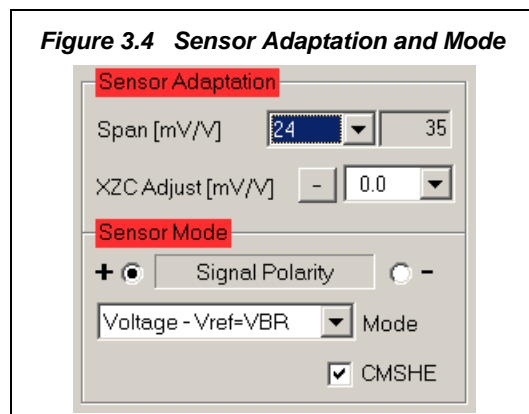 Figure 3.4 Sensor Adaptation and Mode
Sensor Adaptation
Span [mV/V] 24 35
XZC Adjust [mV/V] - 0.0
Sensor Mode
+ Signal Polarity -
Voltage - Vref=VBR Mode
CMSHE